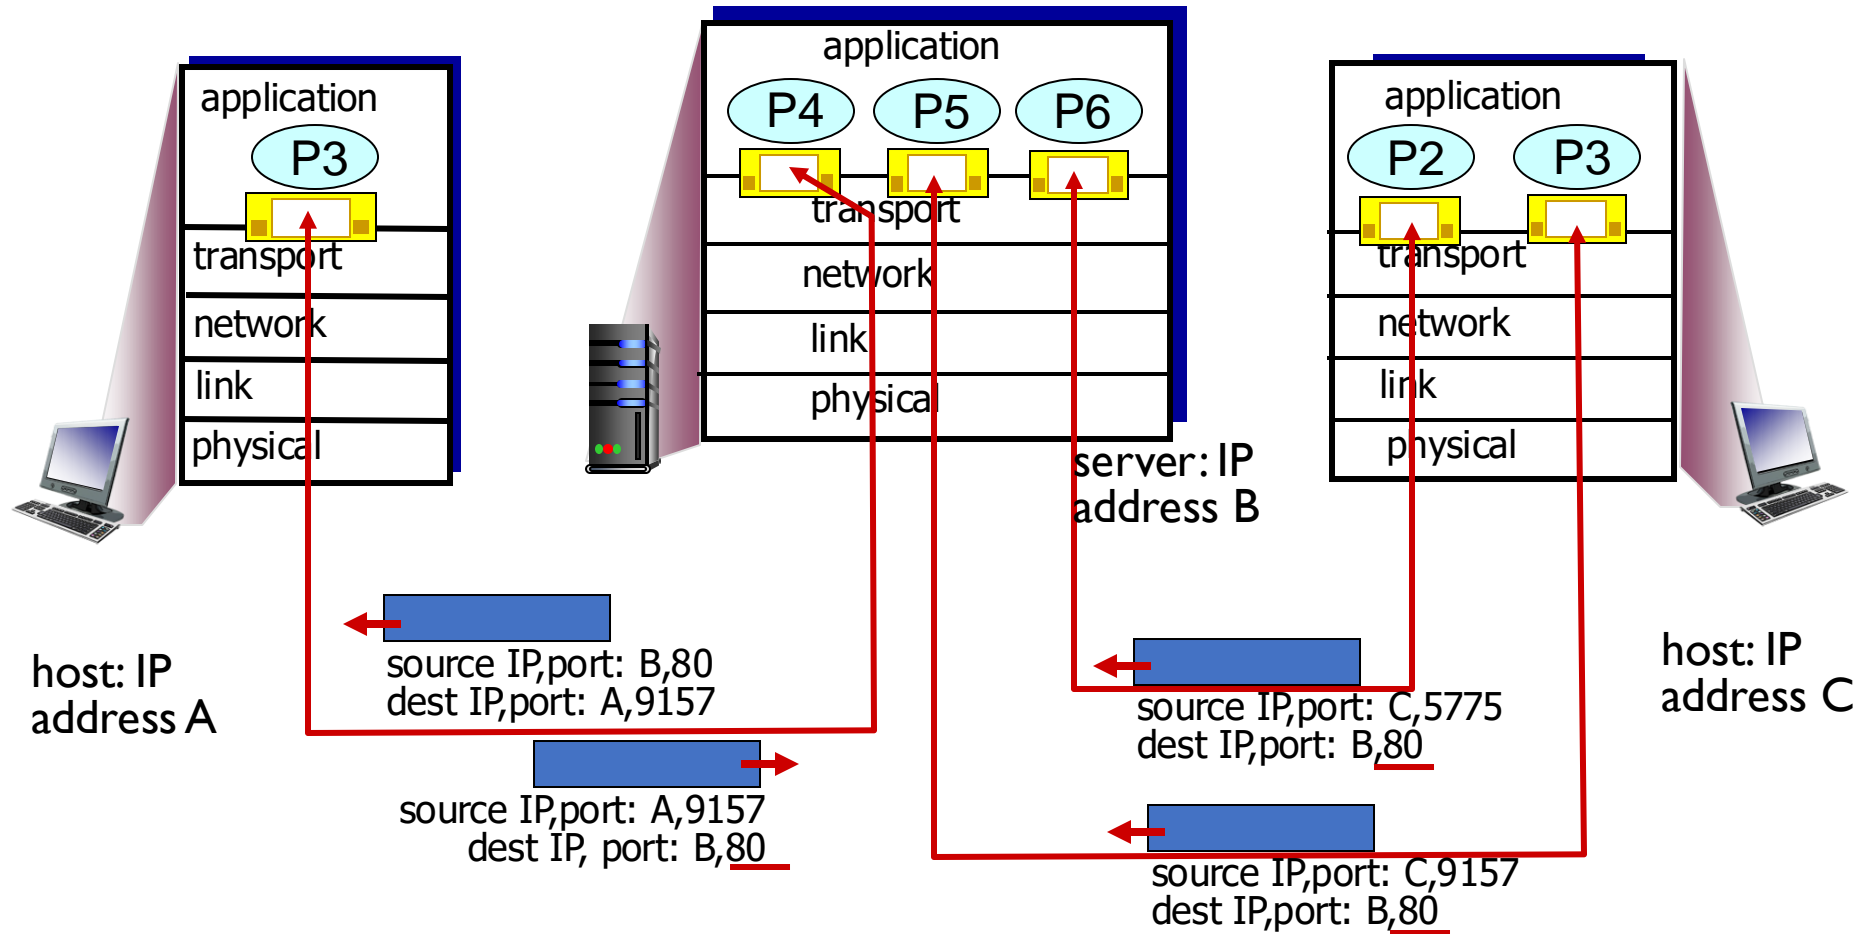 application
P3
transport
network
link
physical
host: IP
address A
application
P4
P5
P6
transport
network
link
physical
server: IP
address B
application
P2
P3
transport
network
link
physical
host: IP
address C
source IP,port: B,80
dest IP,port: A,9157
source IP,port: A,9157
dest IP, port: B,80
source IP,port: C,5775
dest IP,port: B,80
source IP,port: C,9157
dest IP,port: B,80